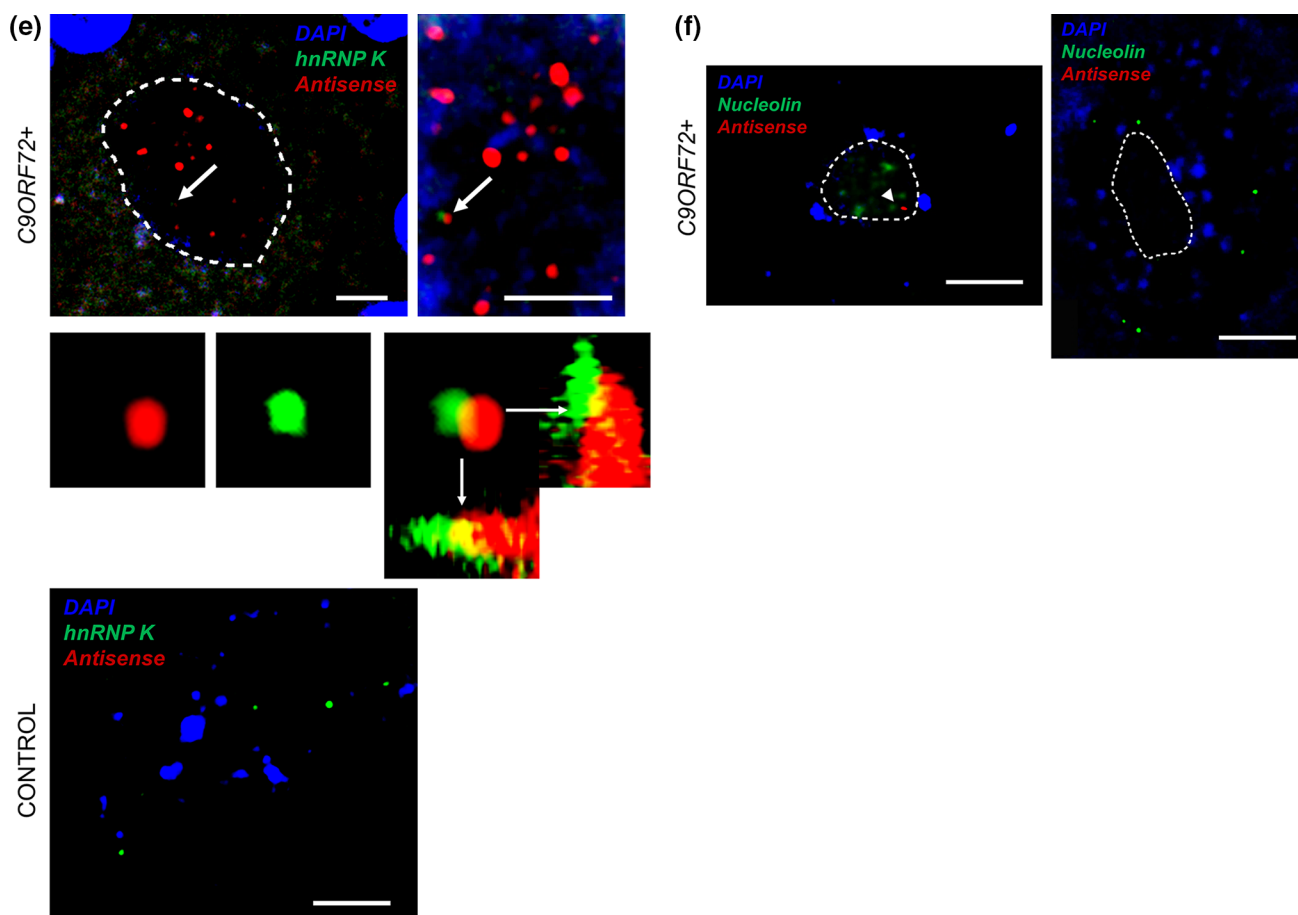 (e)
C9ORF72+
DAPI
hnRNP K
Antisense
CONTROL
DAPI
hnRNP K
Antisense
(f)
C9ORF72+
DAPI
Nucleolin
Antisense
DAPI
Nucleolin
Antisense